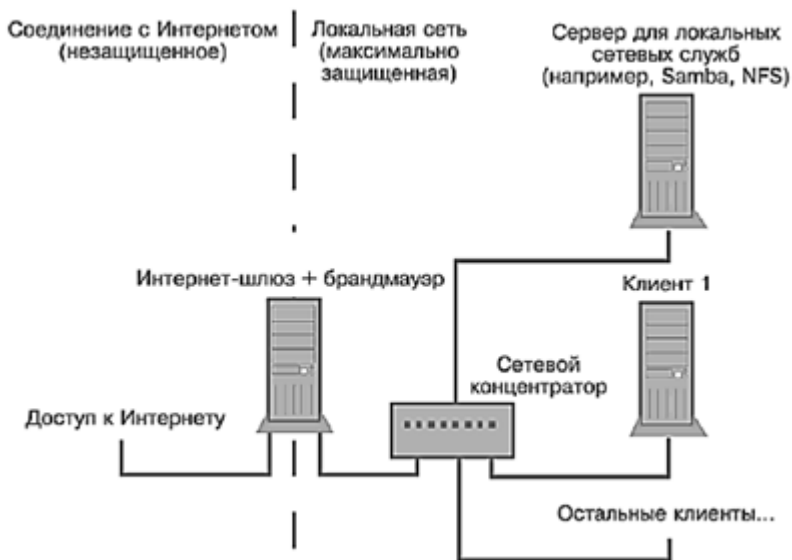 Соединение с Интернетом
(незащищенное)
Локальная сеть
(максимально
защищенная)
Сервер для локальных
сетевых служб
(например, Samba, NFS)
Интернет-шлюз + брандмауэр
Клиент 1
Сетевой
концентратор
Доступ к Интернету
Остальные клиенты...